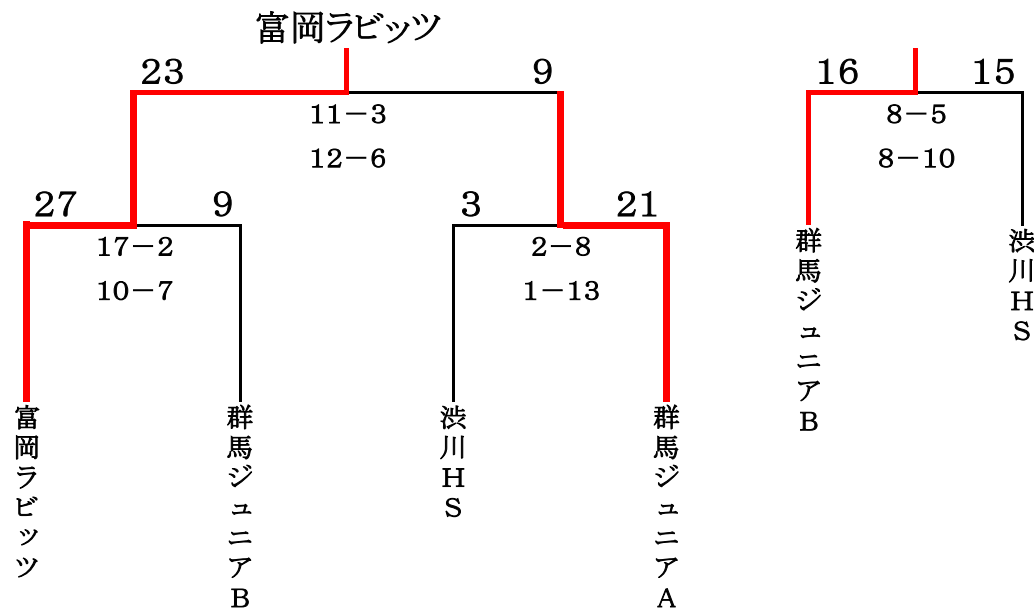 富岡ラビッツ
23 9
11－3
12－6
27 9
17－2
10－7
3 21
2－8
1－13
富岡ラビッツ
群馬ジュニアB
渋川HS
群馬ジュニアA
16 15
8－5
8－10
群馬ジュニアB
渋川HS